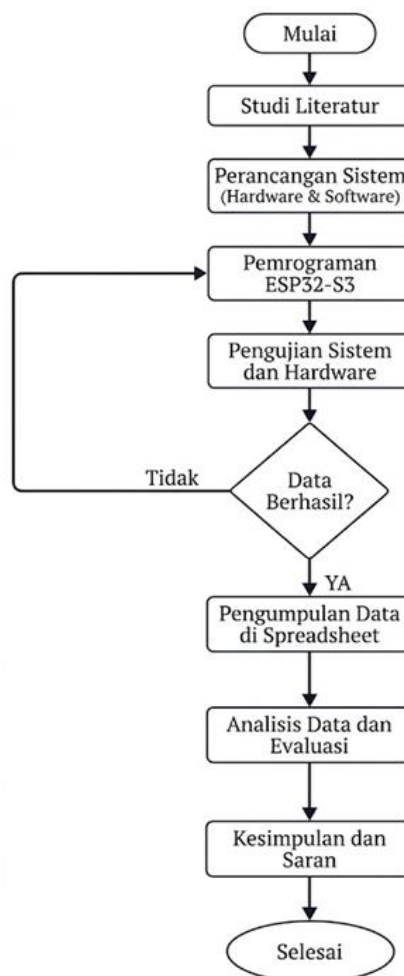 Mulai
Studi Literatur
Perancangan Sistem
(Hardware & Software)
Pemrograman
ESP32-S3
Pengujian Sistem
dan Hardware
Data
Berhasil?
Tidak
YA
Pengumpulan Data
di Spreadsheet
Analisis Data dan
Evaluasi
Kesimpulan dan
Saran
Selesai